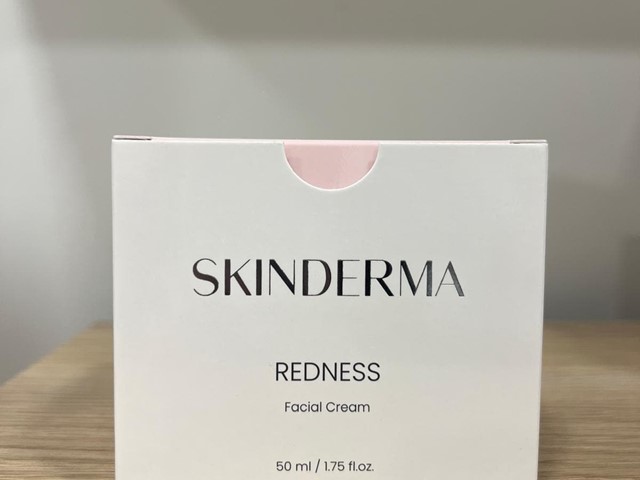 SKINDERMA
REDNESS
Facial Cream
50 ml / 1.75 fl.oz.